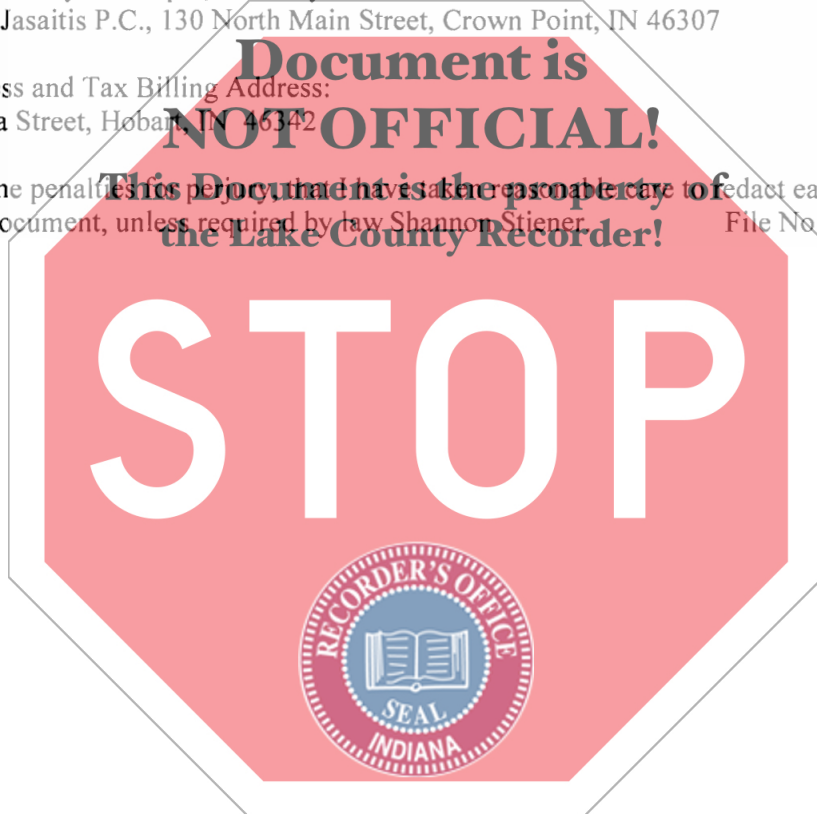 Jasaitis P.C., 130 North Main Street, Crown Point, IN 46307
Document is
ss and Tax Billing Address:
NOT OFFICIAL!
a Street, Hobart, IN 46342
This Document is the property of
he penalties for perjury, that I have taken reasonable care to redact ea
the Lake County Recorder!
ocument, unless required by law Shannon Stiener. File No
STOP
RECORDER'S OFFICE
SEAL
INDIANA